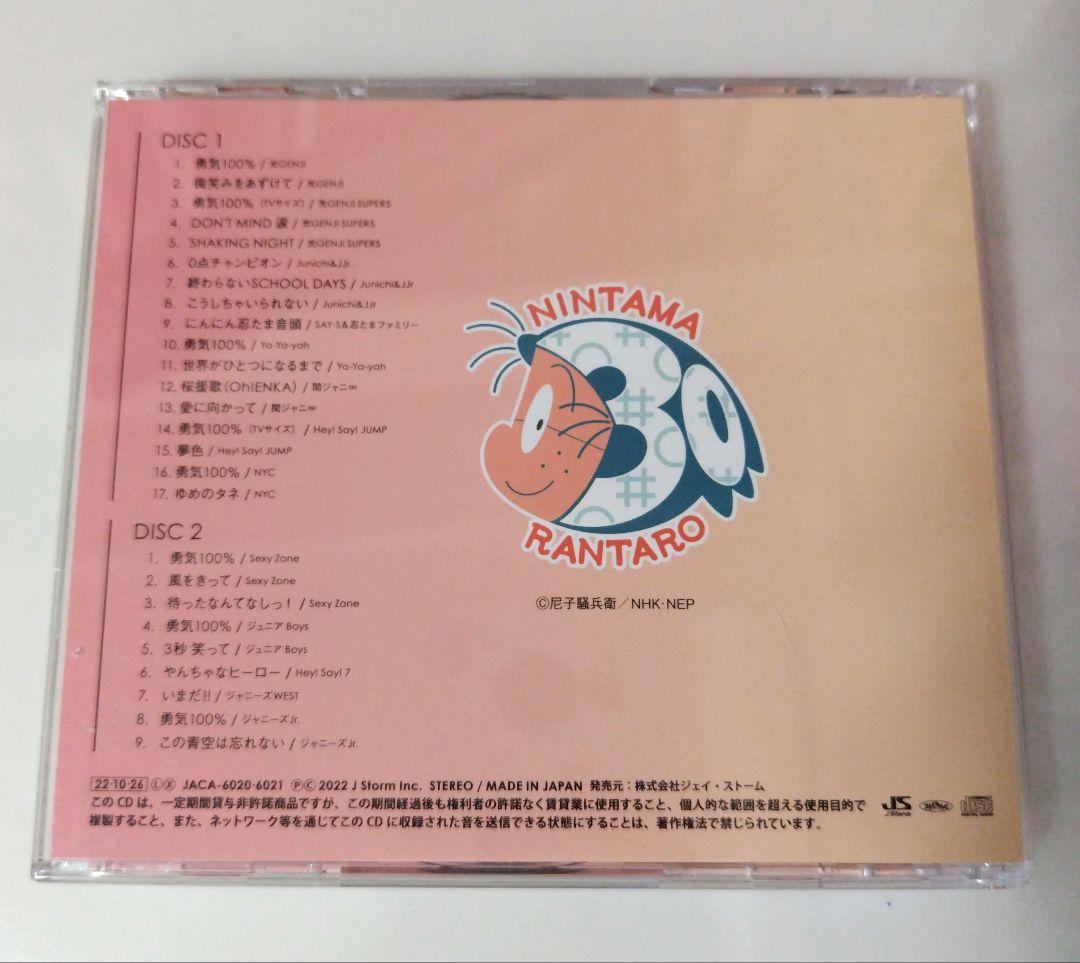 DISC 1
1. 勇気100% / 光GENJI
2. 微笑みをあずけて / 光GENJI
3. 勇気100%（TVサイズ）/ 光GENJI SUPER5
4. DON'T MIND 涙 / 光GENJI SUPER5
5. SHAKING NIGHT / 光GENJI SUPER5
6. 0点チャンピオン / Junichi&JJr
7. 終わらないSCHOOL DAYS / Junichi&JJr
8. こうしちゃいられない / Junichi&JJr
9. にんにん忍たま音頭 / SAY・S&忍たまファミリー
10. 勇気100% / Ya-Ya-yah
11. 世界がひとつになるまで / Ya-Ya-yah
12. 桜援歌（Oh!ENKA）/ 関ジャニ∞
13. 愛に向かって / 関ジャニ∞
14. 勇気100%（TVサイズ）/ Hey! Say! JUMP
15. 夢色 / Hey! Say! JUMP
16. 勇気100% / NYC
17. ゆめのタネ / NYC
DISC 2
1. 勇気100% / Sexy Zone
2. 風をきって / Sexy Zone
3. 待ったなんてなしっ! / Sexy Zone
4. 勇気100% / ジュニア Boys
5. 3秒 笑って / ジュニア Boys
6. やんちゃなヒーロー / Hey! Say! 7
7. いまだ!! / ジャニーズWEST
8. 勇気100% / ジャニーズJr.
9. この青空は忘れない / ジャニーズJr.
NINTAMA
30
RANTARO
©尼子騒兵衛／NHK・NEP
22・10・26 Ⓛ Ⓧ JACA-6020・6021 ℗© 2022 J Storm Inc. STEREO / MADE IN JAPAN 発売元：株式会社ジェイ・ストーム
この CD は、一定期間貸与非許諾商品ですが、この期間経過後も権利者の許諾なく賃貸業に使用すること、個人的な範囲を超える使用目的で
複製すること、また、ネットワーク等を通じてこの CD に収録された音を送信できる状態にすることは、著作権法で禁じられています。
JS
J Storm
COMPACT
disc
DIGITAL AUDIO